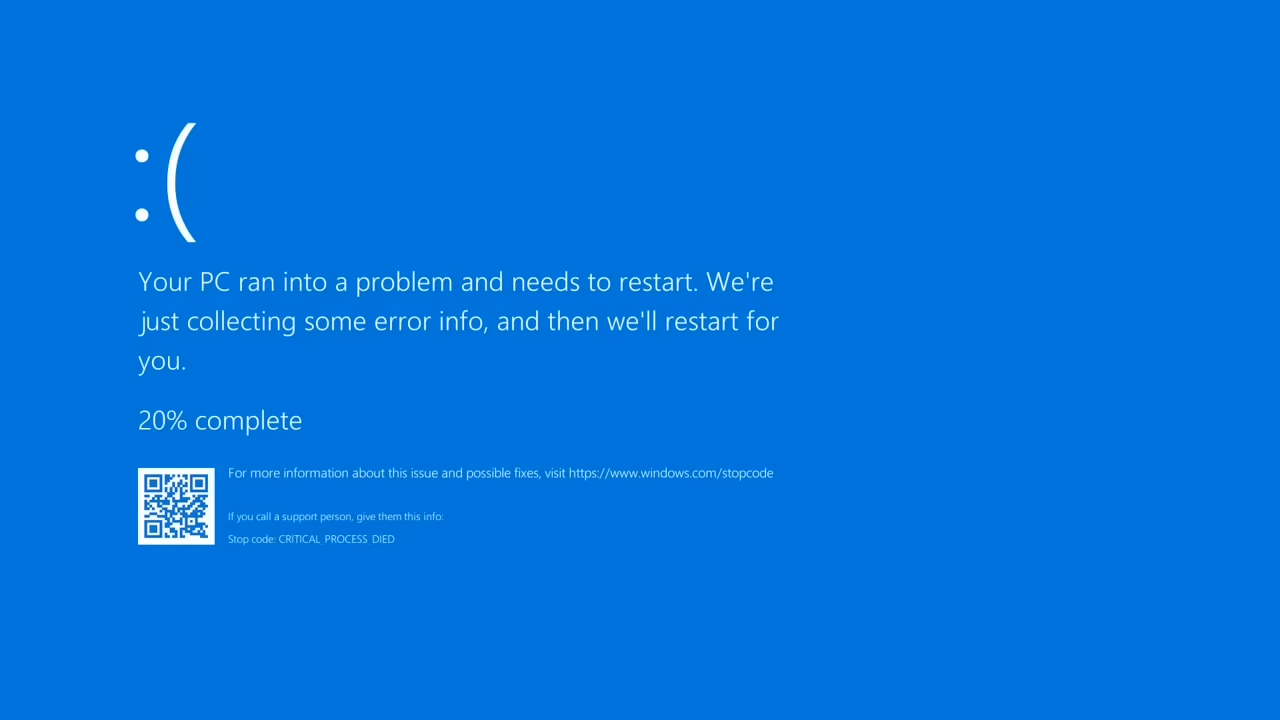 :(
Your PC ran into a problem and needs to restart. We're
just collecting some error info, and then we'll restart for
you.
20% complete
For more information about this issue and possible fixes, visit https://www.windows.com/stopcode
If you call a support person, give them this info:
Stop code: CRITICAL_PROCESS_DIED